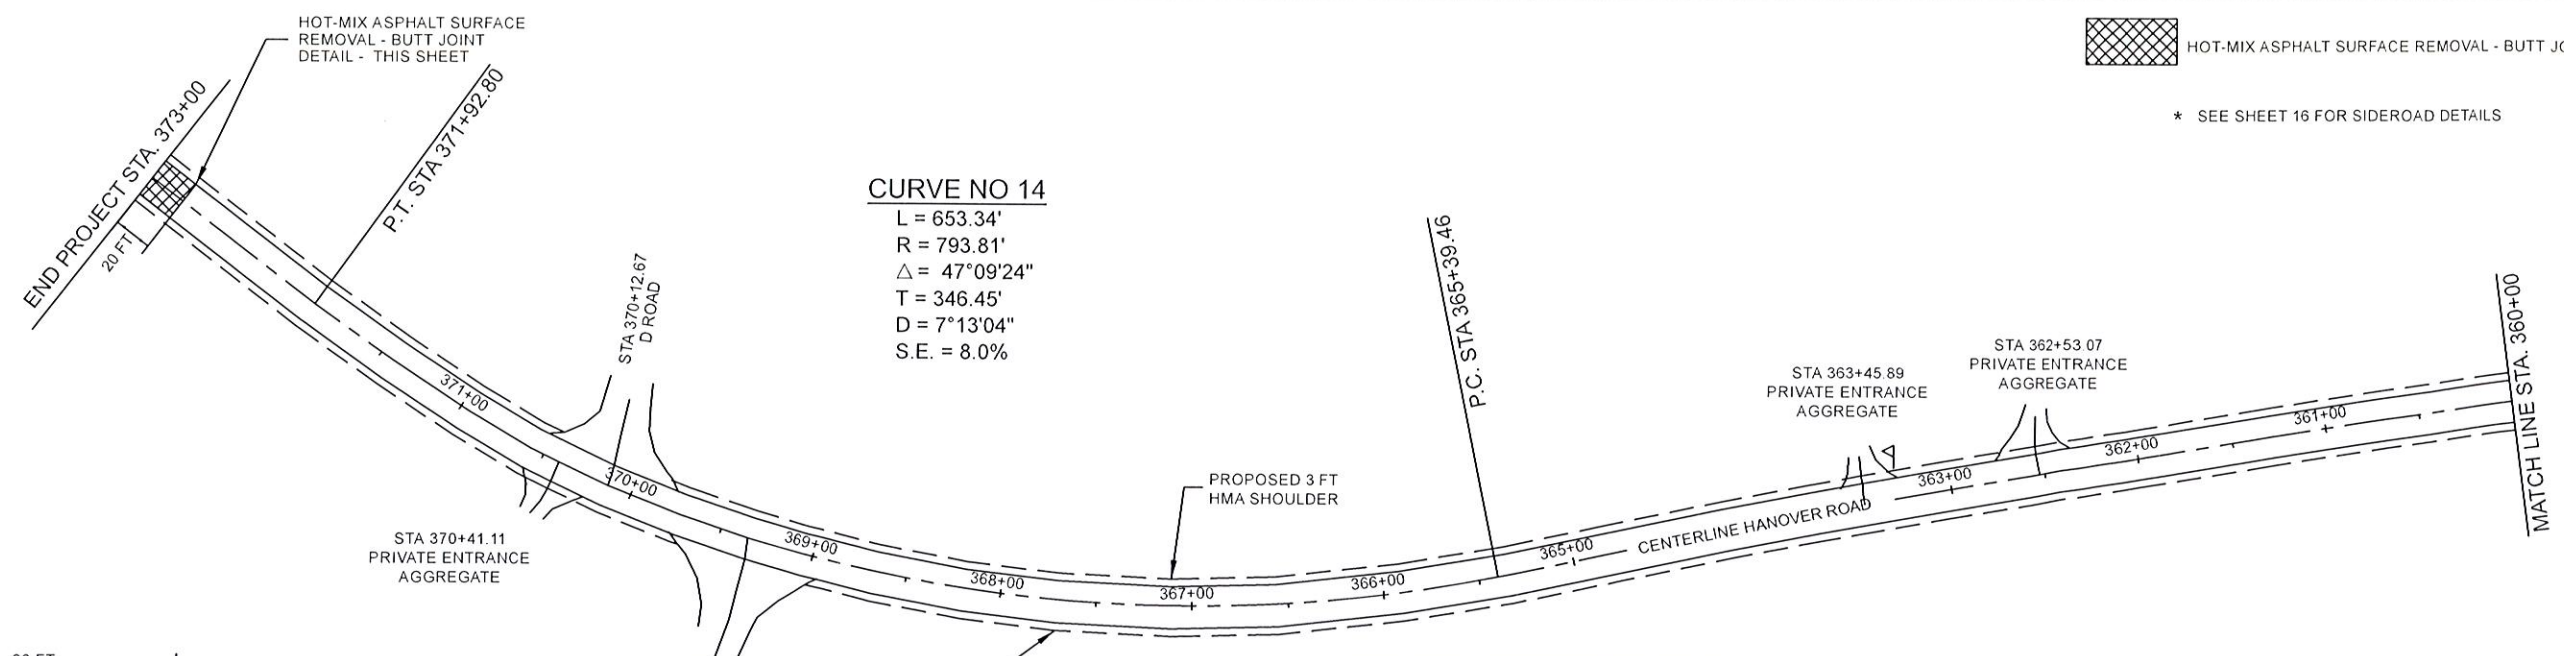 HOT-MIX ASPHALT SURFACE
REMOVAL - BUTT JOINT
DETAIL - THIS SHEET
HOT-MIX ASPHALT SURFACE REMOVAL - BUTT
* SEE SHEET 16 FOR SIDEROAD DETAILS
END PROJECT STA. 373+00
20 FT
P.T. STA 371+92.80
CURVE NO 14
L = 653.34'
R = 793.81'
△ = 47°09'24"
T = 346.45'
D = 7°13'04"
S.E. = 8.0%
STA 370+12.67
D ROAD
P.C. STA 365+39.46
MATCH LINE STA. 360+00
STA 363+45.89
PRIVATE ENTRANCE
AGGREGATE
STA 362+53.07
PRIVATE ENTRANCE
AGGREGATE
371+00
370+00
369+00
368+00
367+00
366+00
365+00
CENTERLINE HANOVER ROAD
363+00
362+00
361+00
PROPOSED 3 FT
HMA SHOULDER
STA 370+41.11
PRIVATE ENTRANCE
AGGREGATE